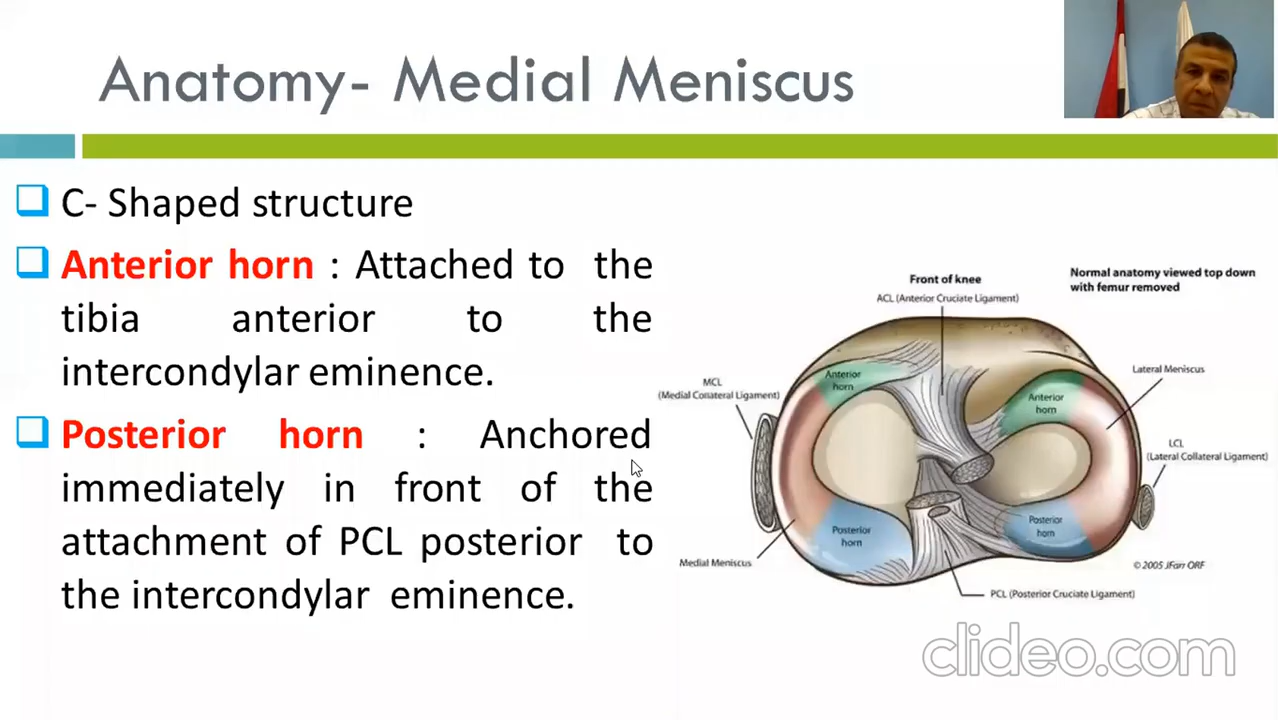 Anatomy- Medial Meniscus
C- Shaped structure
Anterior horn : Attached to the
tibia anterior to the
intercondylar eminence.
Posterior horn : Anchored
immediately in front of the
attachment of PCL posterior to
the intercondylar eminence.
Front of knee
ACL (Anterior Cruciate Ligament)
Normal anatomy viewed top down
with femur removed
MCL
(Medial Collateral Ligament)
Anterior
horn
Anterior
horn
Lateral Meniscus
LCL
(Lateral Collateral Ligament)
Posterior
horn
Posterior
horn
Medial Meniscus
PCL (Posterior Cruciate Ligament)
© 2005 JFarr ORF
clideo.com